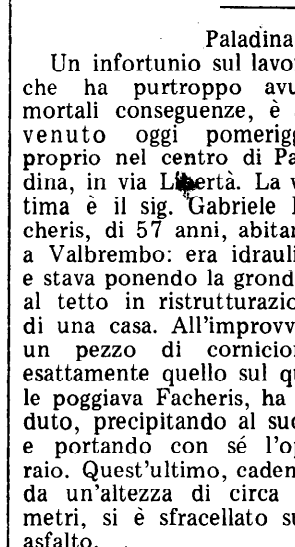 Paladina
Un infortunio sul lavo
che ha purtroppo avu
mortali conseguenze, è
venuto oggi pomerigg
proprio nel centro di Pa
dina, in via Libertà. La v
tima è il sig. Gabriele
cheris, di 57 anni, abitan
a Valbrembo: era idrauli
e stava ponendo la grond
al tetto in ristrutturazio
di una casa. All'improvv
un pezzo di cornicion
esattamente quello sul qu
le poggiava Facheris, ha
duto, precipitando al suo
e portando con sé l'op
raio. Quest'ultimo, caden
da un'altezza di circa
metri, si è sfracellato su
asfalto.